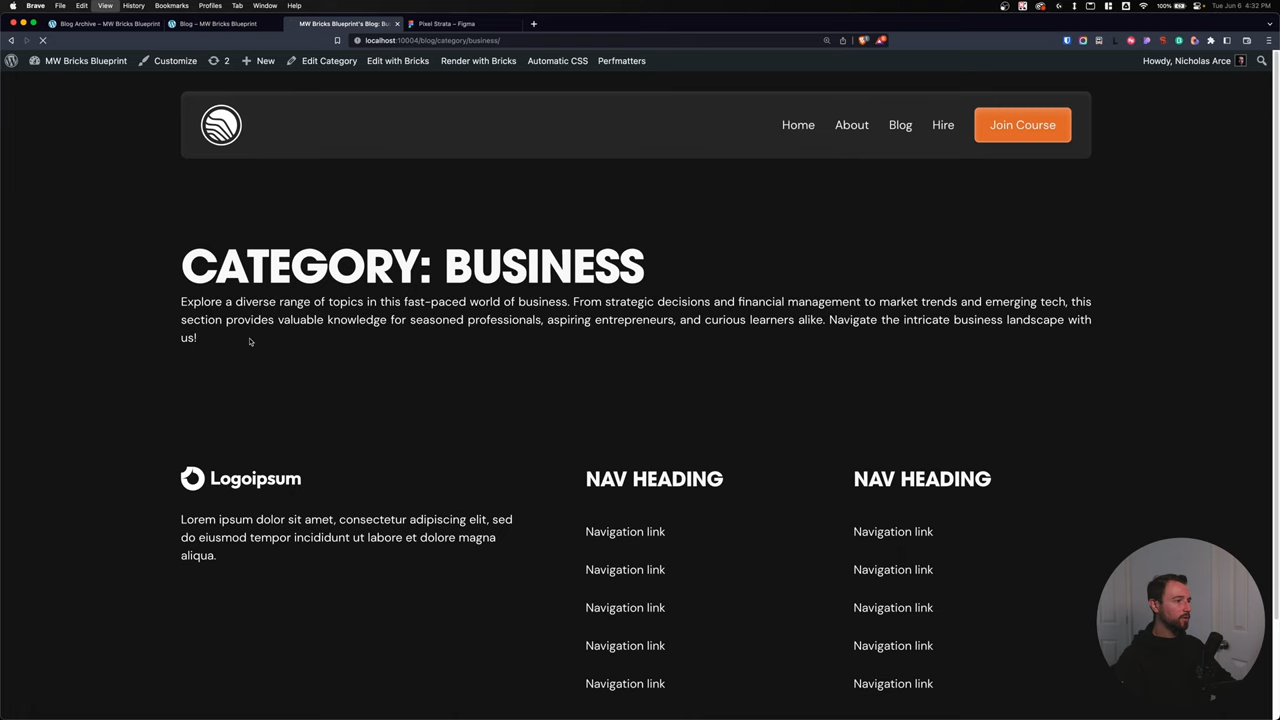 Brave File Edit View History Bookmarks Profiles Tab Window Help
100% Tue Jun 6 4:32 PM
Blog Archive – MW Bricks Blueprint
Blog – MW Bricks Blueprint
MW Bricks Blueprint's Blog: Bu
Pixel Strata – Figma
localhost:10004/blog/category/business/
MW Bricks Blueprint Customize 2 New Edit Category Edit with Bricks Render with Bricks Automatic CSS Perfmatters Howdy, Nicholas Arce
Home About Blog Hire Join Course
CATEGORY: BUSINESS
Explore a diverse range of topics in this fast-paced world of business. From strategic decisions and financial management to market trends and emerging tech, this
section provides valuable knowledge for seasoned professionals, aspiring entrepreneurs, and curious learners alike. Navigate the intricate business landscape with
us!
Logoipsum
Lorem ipsum dolor sit amet, consectetur adipiscing elit, sed
do eiusmod tempor incididunt ut labore et dolore magna
aliqua.
NAV HEADING
Navigation link
Navigation link
Navigation link
Navigation link
Navigation link
NAV HEADING
Navigation link
Navigation link
Navigation link
Navigation link
Navigation link